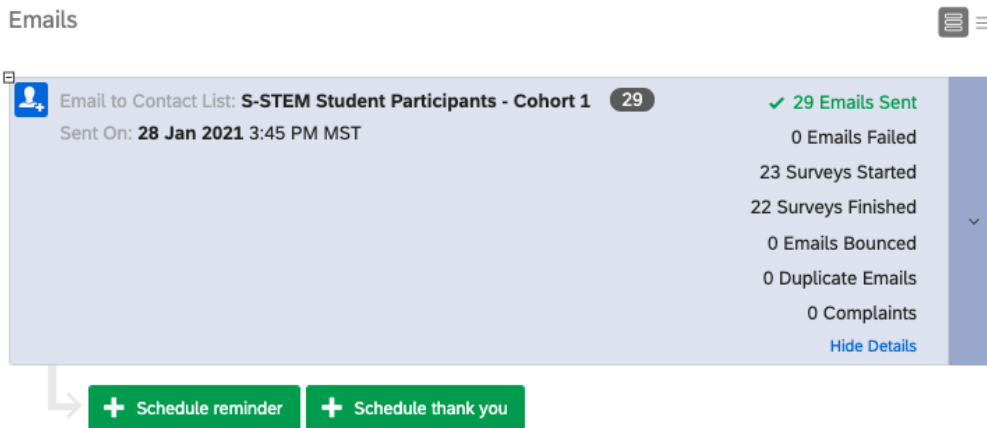 Emails
Email to Contact List: S-STEM Student Participants - Cohort 1 29
Sent On: 28 Jan 2021 3:45 PM MST
29 Emails Sent
0 Emails Failed
23 Surveys Started
22 Surveys Finished
0 Emails Bounced
0 Duplicate Emails
0 Complaints
Hide Details
Schedule reminder
Schedule thank you